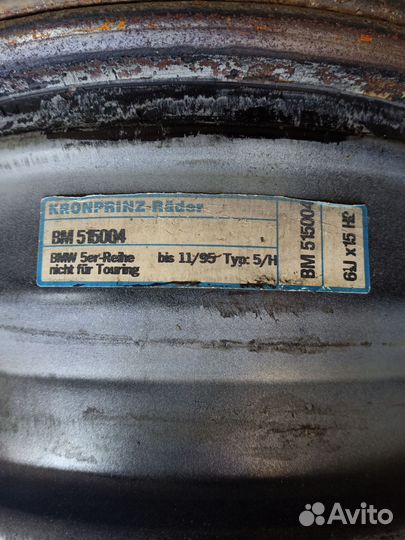 KRONPRINZ-Räder
BM 515004
BMW 5er-Reihe bis 11/95 Typ: 5/H
nicht für Touring
BM 515004
6J x 15 H2
Avito